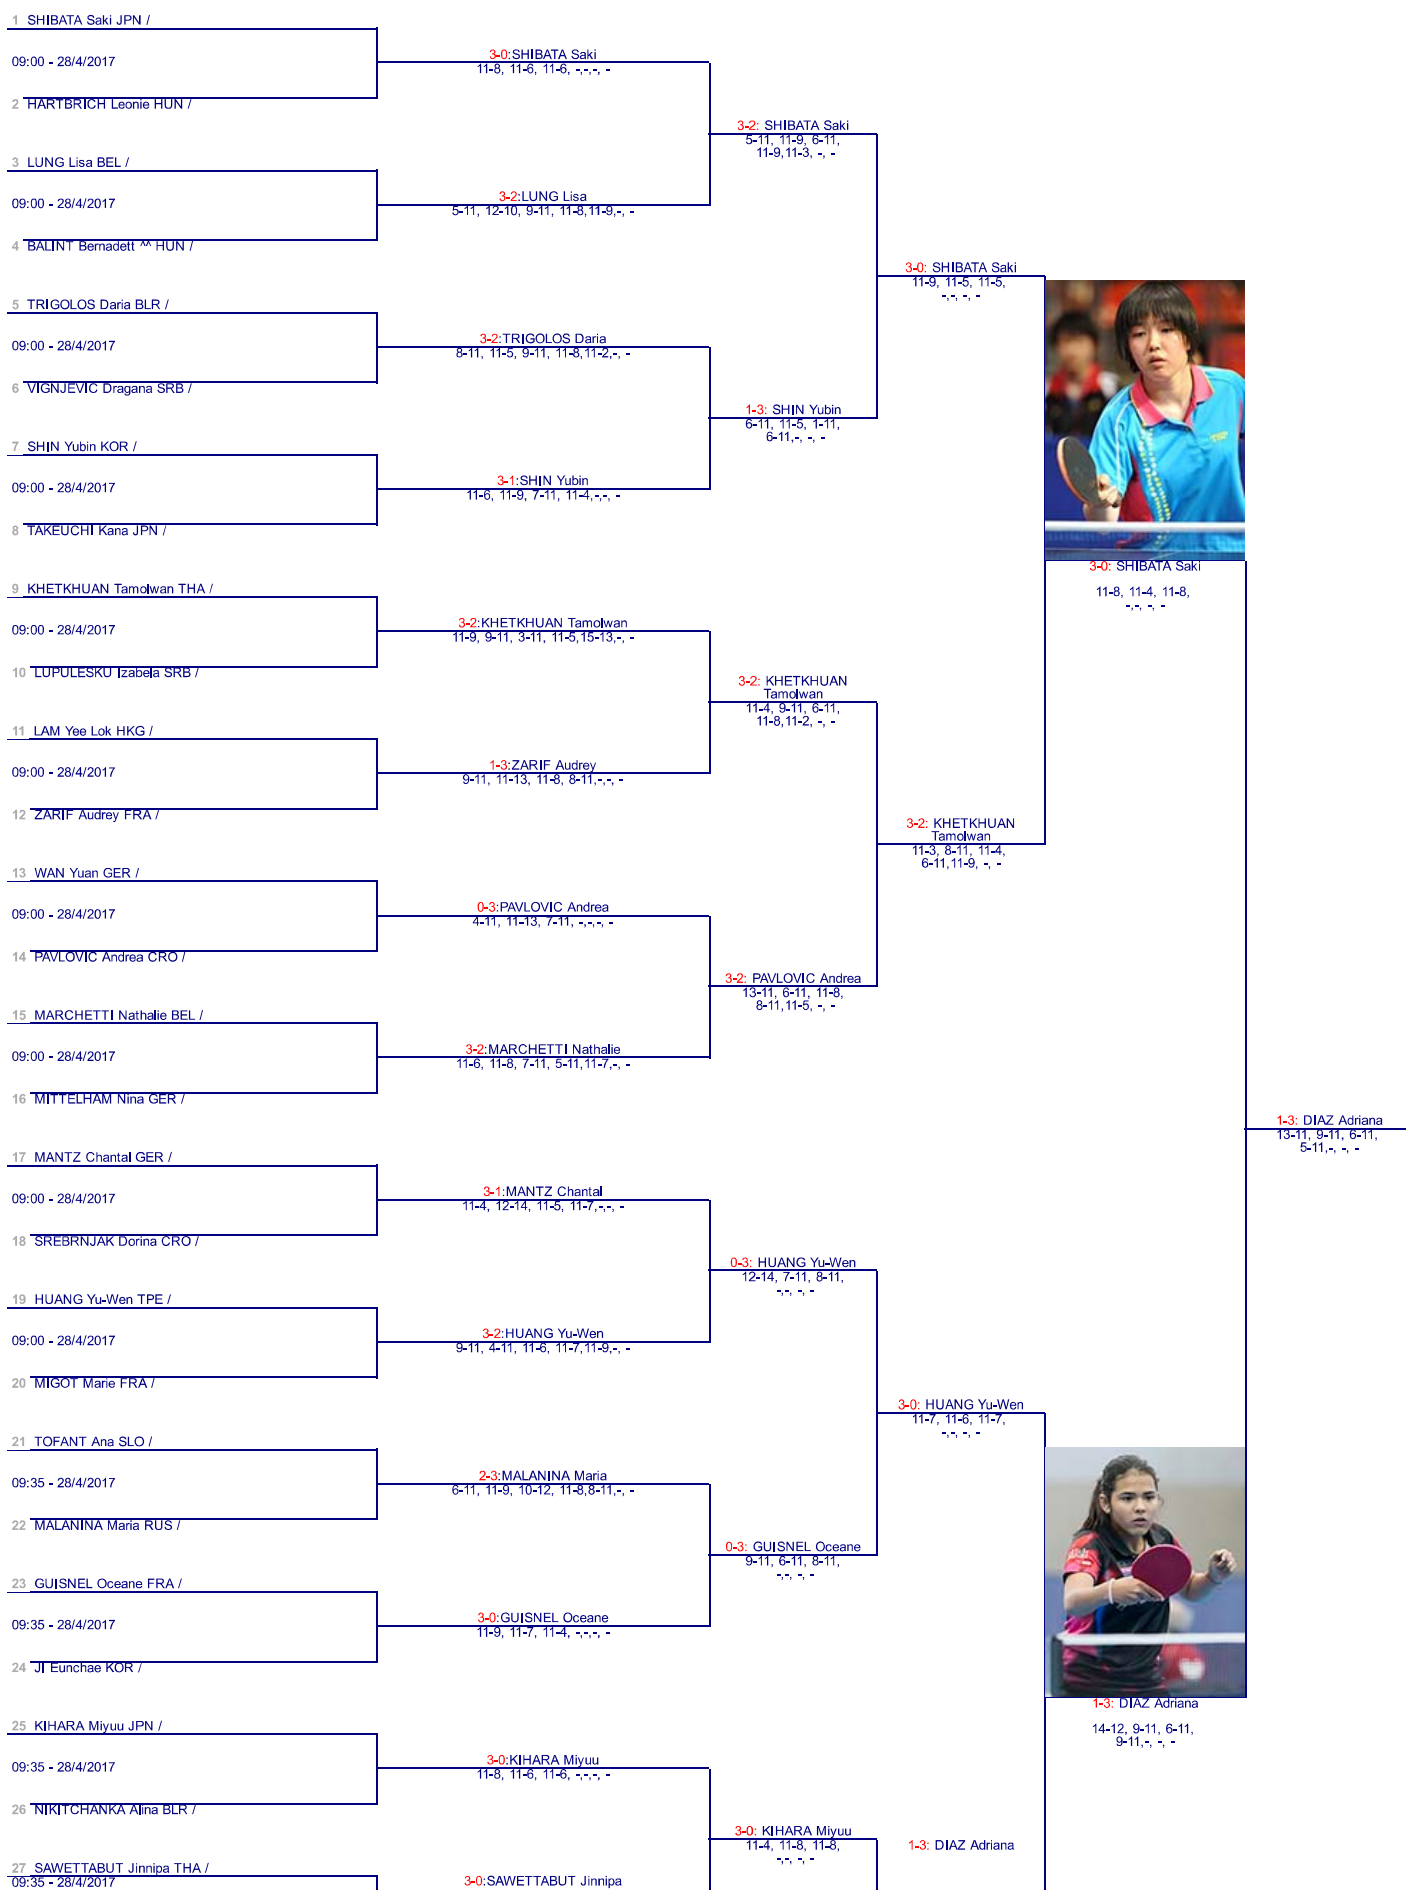 1 SHIBATA Saki JPN /
09:00 - 28/4/2017
2 HARTBRICH Leonie HUN /
3-0:SHIBATA Saki
11-8, 11-6, 11-6, -,-,-, -
3 LUNG Lisa BEL /
09:00 - 28/4/2017
4 BALINT Bernadett ^^ HUN /
3-2:LUNG Lisa
5-11, 12-10, 9-11, 11-8,11-9,-, -
3-2: SHIBATA Saki
5-11, 11-9, 6-11,
11-9,11-3, -, -
5 TRIGOLOS Daria BLR /
09:00 - 28/4/2017
6 VIGNJEVIC Dragana SRB /
3-2:TRIGOLOS Daria
8-11, 11-5, 9-11, 11-8,11-2,-, -
7 SHIN Yubin KOR /
09:00 - 28/4/2017
8 TAKEUCHI Kana JPN /
3-1:SHIN Yubin
11-6, 11-9, 7-11, 11-4,-,-, -
1-3: SHIN Yubin
6-11, 11-5, 1-11,
6-11,-, -, -
3-0: SHIBATA Saki
11-9, 11-5, 11-5,
-,-, -, -
9 KHETKHUAN Tamolwan THA /
09:00 - 28/4/2017
10 LUPULESKU Izabela SRB /
3-2:KHETKHUAN Tamolwan
11-9, 9-11, 3-11, 11-5,15-13,-, -
11 LAM Yee Lok HKG /
09:00 - 28/4/2017
12 ZARIF Audrey FRA /
1-3:ZARIF Audrey
9-11, 11-13, 11-8, 8-11,-,-, -
3-2: KHETKHUAN
Tamolwan
11-4, 9-11, 6-11,
11-8,11-2, -, -
13 WAN Yuan GER /
09:00 - 28/4/2017
14 PAVLOVIC Andrea CRO /
0-3:PAVLOVIC Andrea
4-11, 11-13, 7-11, -,-,-, -
15 MARCHETTI Nathalie BEL /
09:00 - 28/4/2017
16 MITTELHAM Nina GER /
3-2:MARCHETTI Nathalie
11-6, 11-8, 7-11, 5-11,11-7,-, -
3-2: PAVLOVIC Andrea
13-11, 6-11, 11-8,
8-11,11-5, -, -
3-2: KHETKHUAN
Tamolwan
11-3, 8-11, 11-4,
6-11,11-9, -, -
3-0: SHIBATA Saki
11-8, 11-4, 11-8,
-,-, -, -
17 MANTZ Chantal GER /
09:00 - 28/4/2017
18 SREBRNJAK Dorina CRO /
3-1:MANTZ Chantal
11-4, 12-14, 11-5, 11-7,-,-, -
19 HUANG Yu-Wen TPE /
09:00 - 28/4/2017
20 MIGOT Marie FRA /
3-2:HUANG Yu-Wen
9-11, 4-11, 11-6, 11-7,11-9,-, -
0-3: HUANG Yu-Wen
12-14, 7-11, 8-11,
-,-, -, -
21 TOFANT Ana SLO /
09:35 - 28/4/2017
22 MALANINA Maria RUS /
2-3:MALANINA Maria
6-11, 11-9, 10-12, 11-8,8-11,-, -
23 GUISNEL Oceane FRA /
09:35 - 28/4/2017
24 JI Eunchae KOR /
3-0:GUISNEL Oceane
11-9, 11-7, 11-4, -,-,-, -
0-3: GUISNEL Oceane
9-11, 6-11, 8-11,
-,-, -, -
3-0: HUANG Yu-Wen
11-7, 11-6, 11-7,
-,-, -, -
25 KIHARA Miyuu JPN /
09:35 - 28/4/2017
26 NIKITCHANKA Alina BLR /
3-0:KIHARA Miyuu
11-8, 11-6, 11-6, -,-,-, -
27 SAWETTABUT Jinnipa THA /
09:35 - 28/4/2017
3-0:SAWETTABUT Jinnipa
3-0: KIHARA Miyuu
11-4, 11-8, 11-8,
-,-, -, -
1-3: DIAZ Adriana
1-3: DIAZ Adriana
14-12, 9-11, 6-11,
9-11,-, -, -
1-3: DIAZ Adriana
13-11, 9-11, 6-11,
5-11,-, -, -